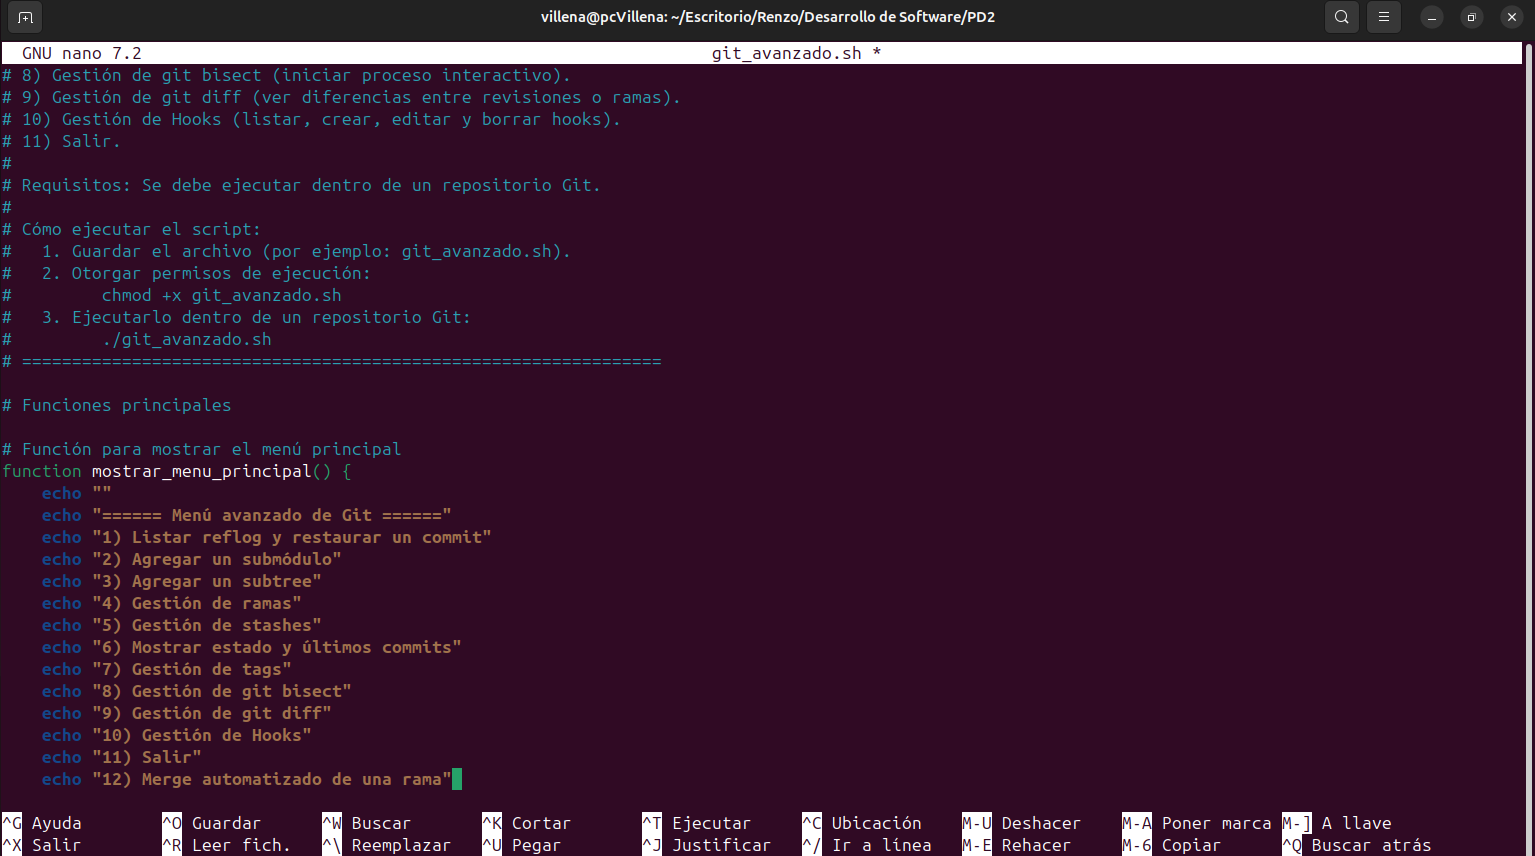 villena@pcVillena: ~/Escritorio/Renzo/Desarrollo de Software/PD2
GNU nano 7.2 git_avanzado.sh *
# 8) Gestión de git bisect (iniciar proceso interactivo).
# 9) Gestión de git diff (ver diferencias entre revisiones o ramas).
# 10) Gestión de Hooks (listar, crear, editar y borrar hooks).
# 11) Salir.
#
# Requisitos: Se debe ejecutar dentro de un repositorio Git.
#
# Cómo ejecutar el script:
#   1. Guardar el archivo (por ejemplo: git_avanzado.sh).
#   2. Otorgar permisos de ejecución:
#         chmod +x git_avanzado.sh
#   3. Ejecutarlo dentro de un repositorio Git:
#         ./git_avanzado.sh
# ================================================================

# Funciones principales

# Función para mostrar el menú principal
function mostrar_menu_principal() {
    echo ""
    echo "====== Menú avanzado de Git ======"
    echo "1) Listar reflog y restaurar un commit"
    echo "2) Agregar un submódulo"
    echo "3) Agregar un subtree"
    echo "4) Gestión de ramas"
    echo "5) Gestión de stashes"
    echo "6) Mostrar estado y últimos commits"
    echo "7) Gestión de tags"
    echo "8) Gestión de git bisect"
    echo "9) Gestión de git diff"
    echo "10) Gestión de Hooks"
    echo "11) Salir"
    echo "12) Merge automatizado de una rama"

^G Ayuda ^O Guardar ^W Buscar ^K Cortar ^T Ejecutar ^C Ubicación M-U Deshacer M-A Poner marca M-] A llave
^X Salir ^R Leer fich. ^\ Reemplazar ^U Pegar ^J Justificar ^/ Ir a línea M-E Rehacer M-6 Copiar ^Q Buscar atrás